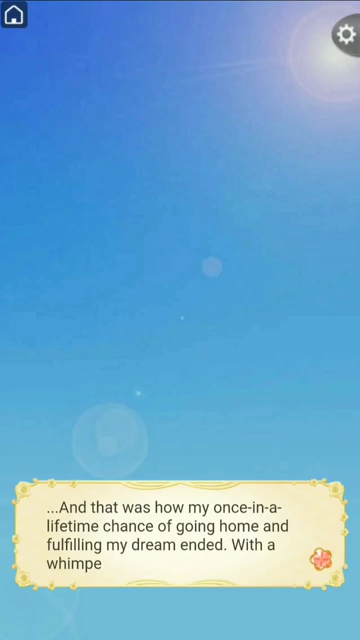 ...And that was how my once-in-a-
lifetime chance of going home and
fulfilling my dream ended. With a
whimpe